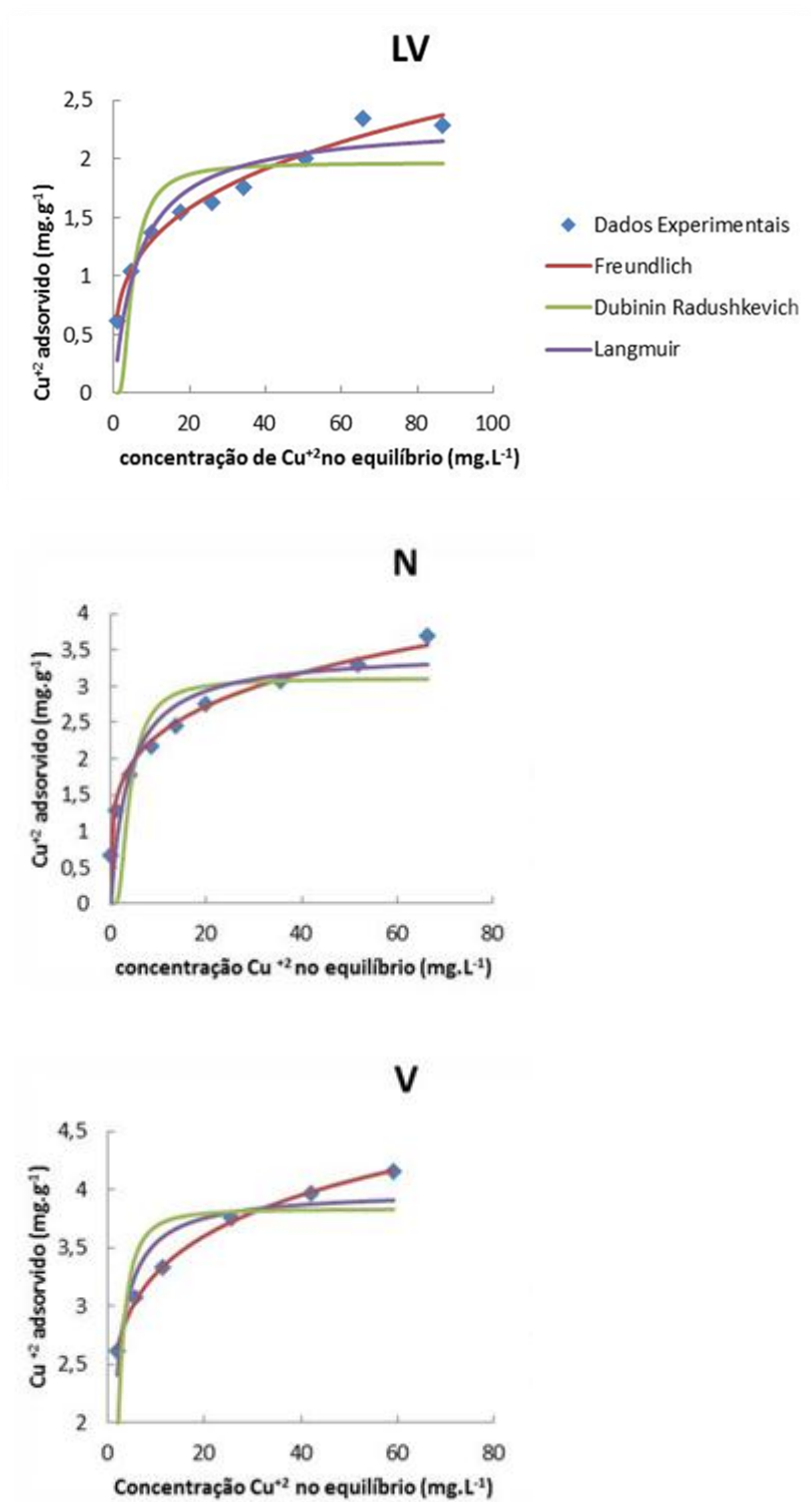 LV
2,5
2
1,5
1
0,5
0
Cu⁺² adsorvido (mg.g⁻¹)
0 20 40 60 80 100
concentração de Cu⁺²no equilíbrio (mg.L⁻¹)
Dados Experimentais
Freundlich
Dubinin Radushkevich
Langmuir
N
4
3,5
3
2,5
2
1,5
1
0,5
0
Cu⁺² adsorvido (mg.g⁻¹)
0 20 40 60 80
concentração Cu ⁺² no equilíbrio (mg.L⁻¹)
V
4,5
4
3,5
3
2,5
2
Cu ⁺² adsorvido (mg.g⁻¹)
0 20 40 60 80
Concentração Cu⁺² no equilíbrio (mg.L⁻¹)